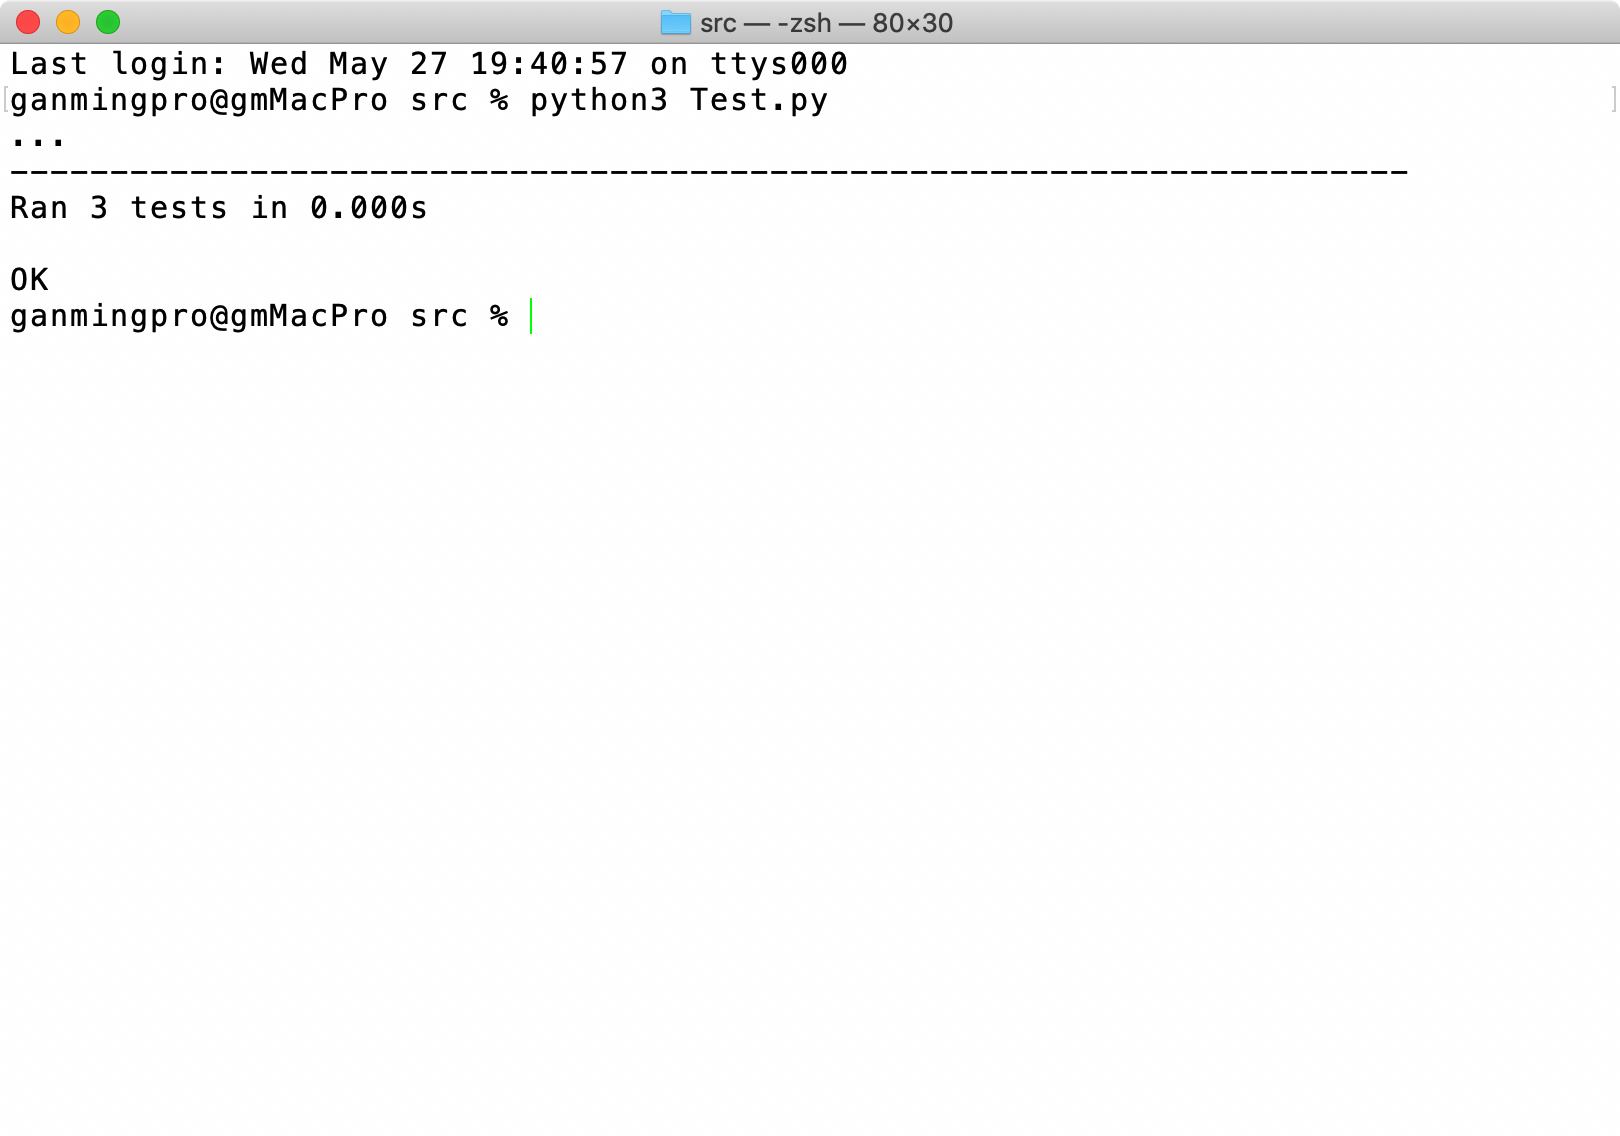 src — -zsh — 80×30
Last login: Wed May 27 19:40:57 on ttys000
[ganmingpro@gmMacPro src % python3 Test.py ]
...
----------------------------------------------------------------------
Ran 3 tests in 0.000s
OK
ganmingpro@gmMacPro src %